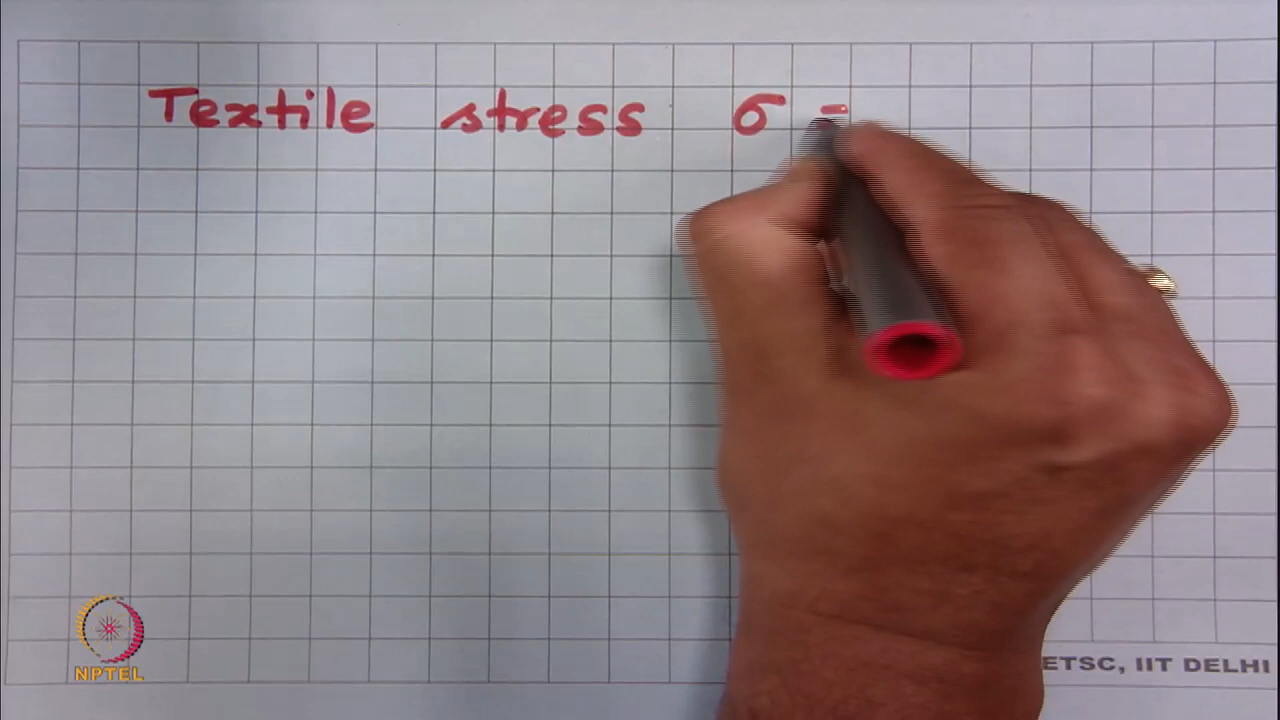 Textile stress σ =
NPTEL
ETSC, IIT DELHI